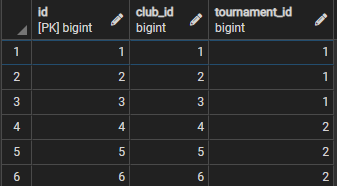 id club_id tournament_id
[PK] bigint bigint bigint
1 1 1 1
2 2 2 1
3 3 3 1
4 4 4 2
5 5 5 2
6 6 6 2